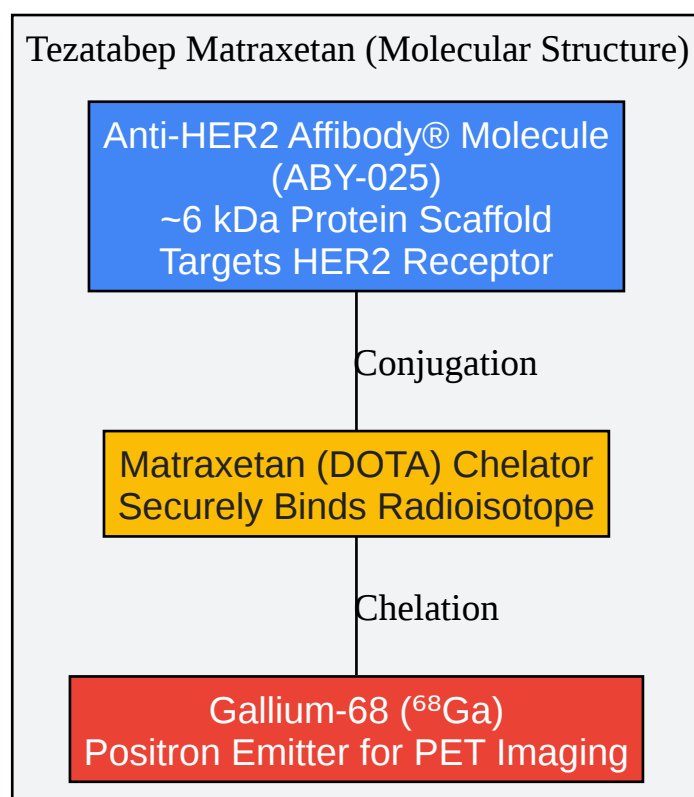 Tezatabep Matraxetan (Molecular Structure)
Anti-HER2 Affibody® Molecule
(ABY-025)
~6 kDa Protein Scaffold
Targets HER2 Receptor
Conjugation
Matraxetan (DOTA) Chelator
Securely Binds Radioisotope
Chelation
Gallium-68 (⁶⁸Ga)
Positron Emitter for PET Imaging